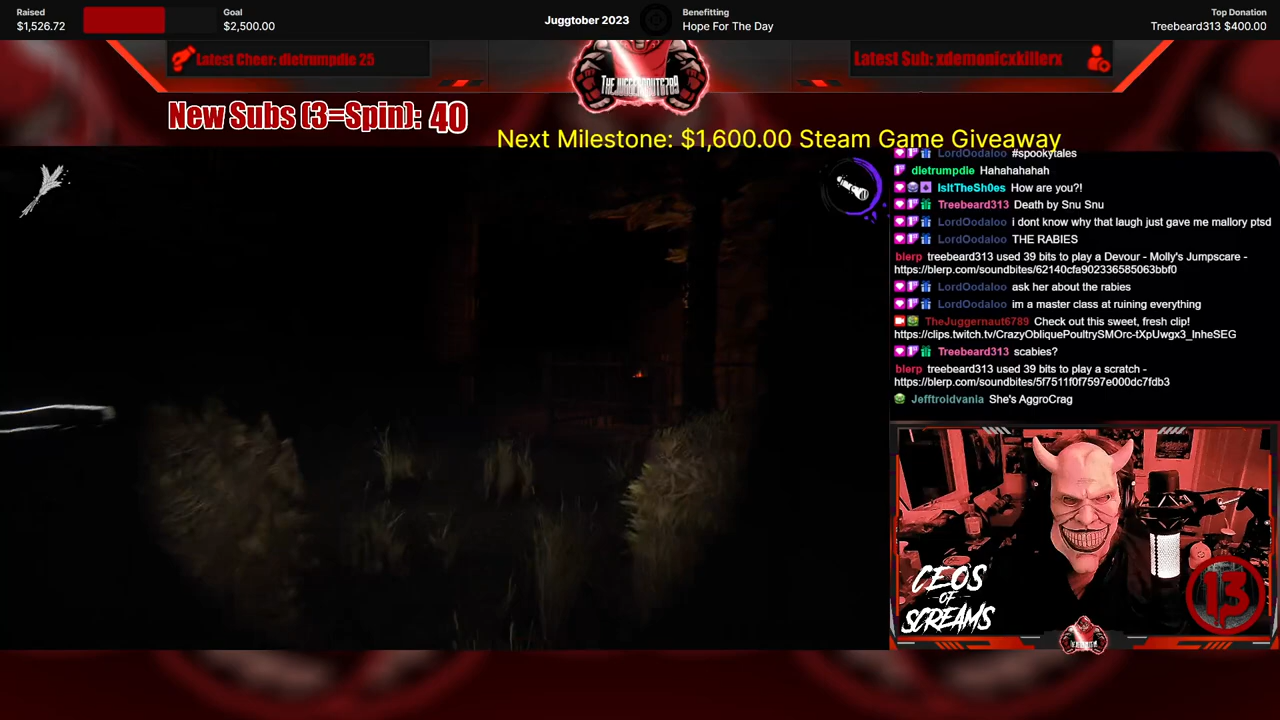 Raised
$1,526.72
Goal
$2,500.00
Juggtober 2023
Benefitting
Hope For The Day
Top Donation
Treebeard313 $400.00
Latest Cheer: dietrumpdie 25
THEJUGGERNAUT6789
Latest Sub: xdemonicxkillerx
New Subs (3=Spin): 40
Next Milestone: $1,600.00 Steam Game Giveaway
LordOodaloo #spookytales
dietrumpdie Hahahahahah
IsItTheSh0es How are you?!
Treebeard313 Death by Snu Snu
LordOodaloo i dont know why that laugh just gave me mallory ptsd
LordOodaloo THE RABIES
blerp treebeard313 used 39 bits to play a Devour - Molly's Jumpscare -
https://blerp.com/soundbites/62140cfa902336585063bbf0
LordOodaloo ask her about the rabies
LordOodaloo im a master class at ruining everything
TheJuggernaut6789 Check out this sweet, fresh clip!
https://clips.twitch.tv/CrazyObliquePoultrySMOrc-tXpUwgx3_InheSEG
Treebeard313 scabies?
blerp treebeard313 used 39 bits to play a scratch -
https://blerp.com/soundbites/5f7511f0f7597e000dc7fdb3
Jefftroidvania She's AggroCrag
CEOS
OF
SCREAMS
13